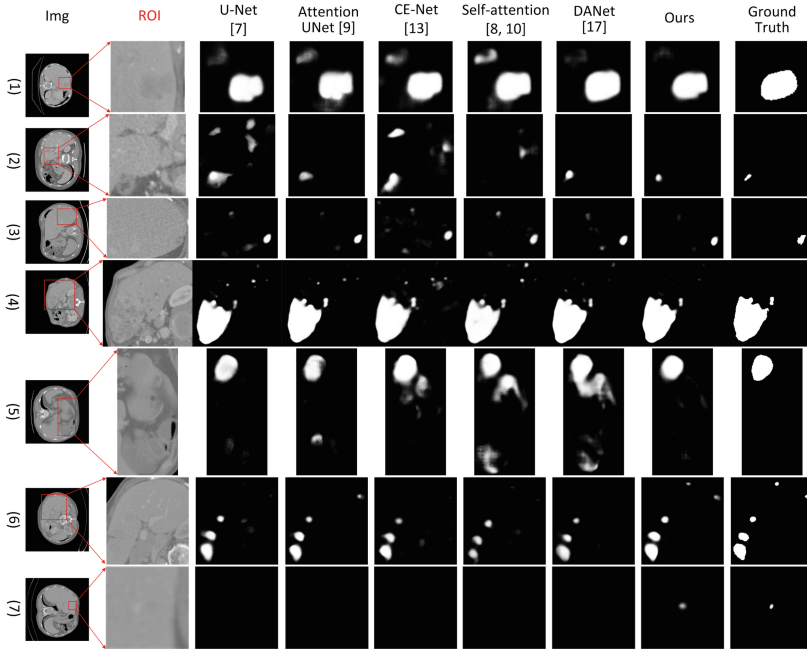 Img
ROI
U-Net
[7]
Attention
UNet [9]
CE-Net
[13]
Self-attention
[8, 10]
DANet
[17]
Ours
Ground
Truth
(1)
(2)
(3)
(4)
(5)
(6)
(7)